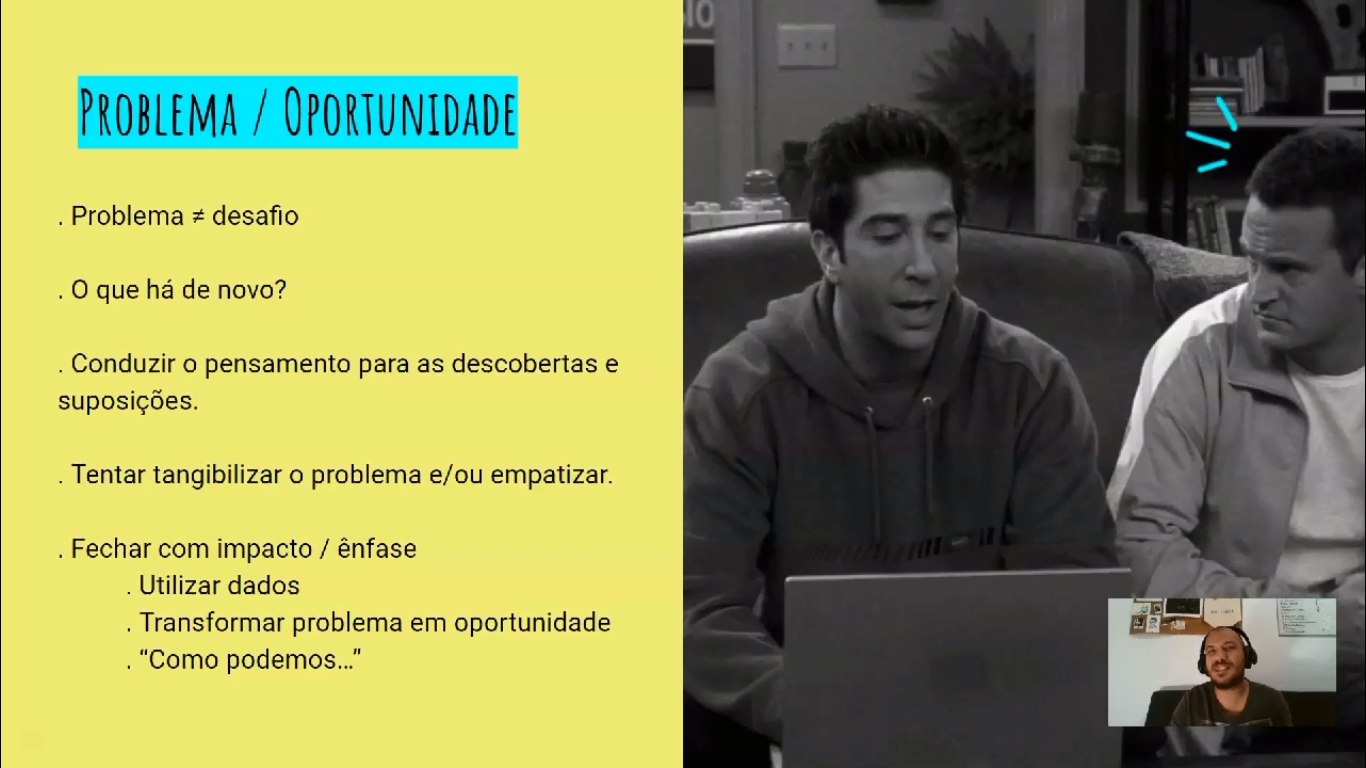 Problema / Oportunidade
. Problema ≠ desafio
. O que há de novo?
. Conduzir o pensamento para as descobertas e
suposições.
. Tentar tangibilizar o problema e/ou empatizar.
. Fechar com impacto / ênfase
. Utilizar dados
. Transformar problema em oportunidade
. “Como podemos...”